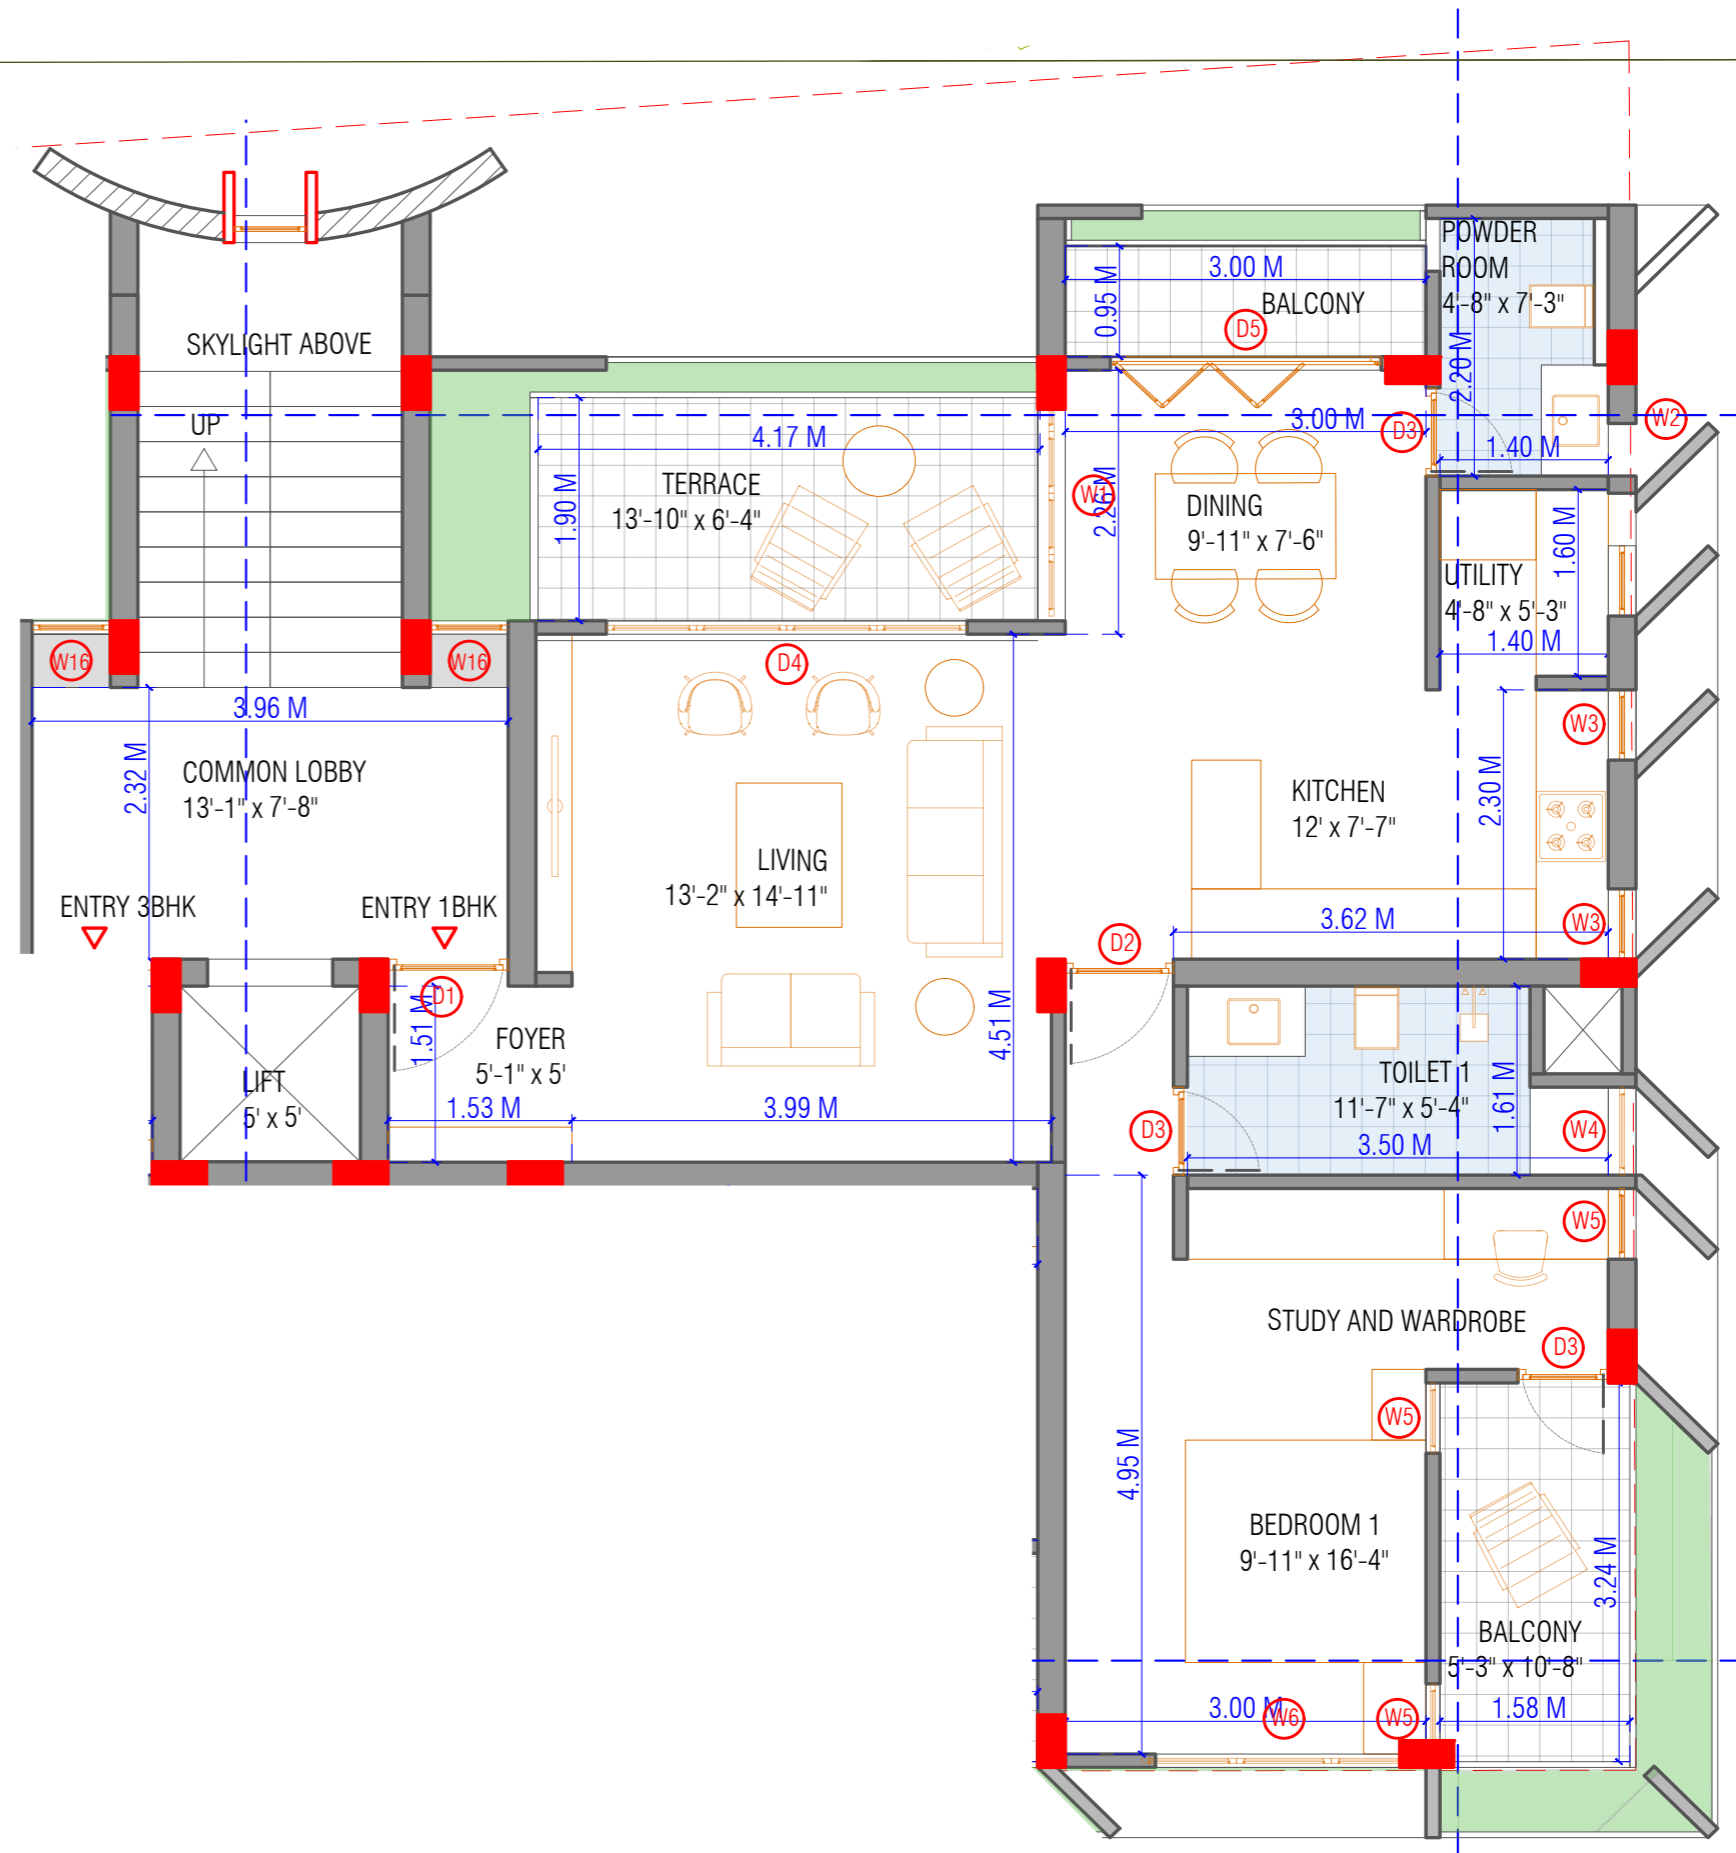 POWDER
ROOM
4'-8" x 7'-3"
3.00 M
0.95 M
BALCONY
D5
SKYLIGHT ABOVE
UP
2.20 M
3.00 M
D3
W2
1.40 M
4.17 M
1.90 M
TERRACE
13'-10" x 6'-4"
W1
2.26 M
DINING
9'-11" x 7'-6"
1.60 M
UTILITY
4'-8" x 5'-3"
1.40 M
W16
W16
D4
3.96 M
2.32 M
COMMON LOBBY
13'-1" x 7'-8"
W3
2.30 M
KITCHEN
12' x 7'-7"
LIVING
13'-2" x 14'-11"
ENTRY 3BHK
ENTRY 1BHK
3.62 M
W3
D2
D1
1.51 M
FOYER
5'-1" x 5'
4.51 M
LIFT
5' x 5'
1.53 M
3.99 M
TOILET 1
11'-7" x 5'-4"
1.61 M
D3
3.50 M
W4
W5
STUDY AND WARDROBE
D3
W5
4.95 M
BEDROOM 1
9'-11" x 16'-4"
3.24 M
BALCONY
5'-3" x 10'-8"
3.00 M
W6
W5
1.58 M